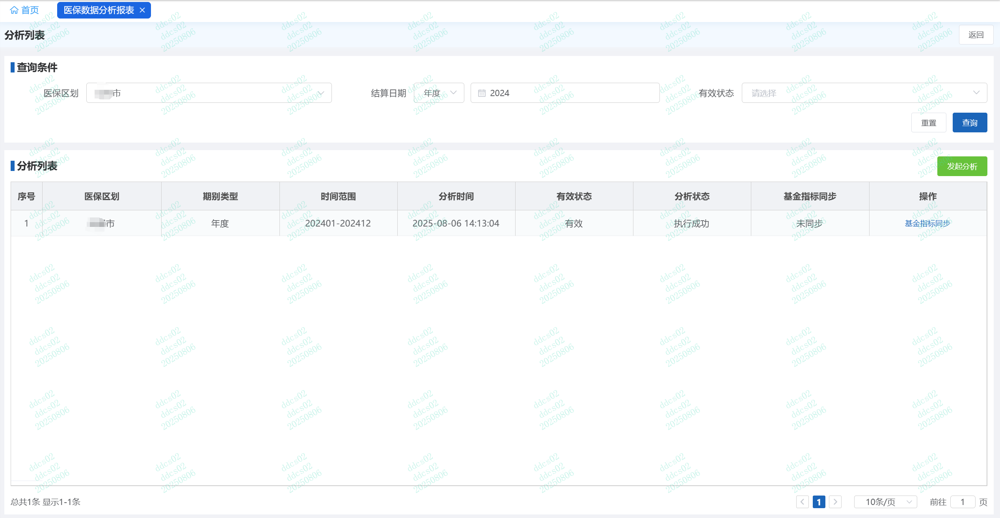 首页 医保数据分析报表 ×
分析列表 返回
查询条件
医保区划 市 结算日期 年度 2024 有效状态 请选择
重置 查询
分析列表 发起分析
序号 医保区划 期别类型 时间范围 分析时间 有效状态 分析状态 基金指标同步 操作
1 市 年度 202401-202412 2025-08-06 14:13:04 有效 执行成功 未同步 基金指标同步
总共1条 显示1-1条 1 10条/页 前往 1 页
ddcs02
ddcs02
20250806